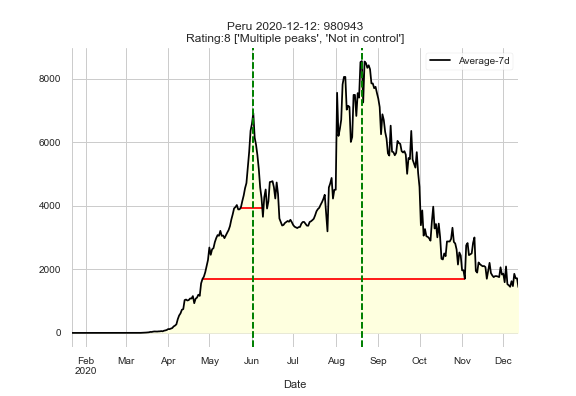 Peru 2020-12-12: 980943
Rating:8 ['Multiple peaks', 'Not in control']
Average-7d
8000
6000
4000
2000
0
Feb Mar Apr May Jun Jul Aug Sep Oct Nov Dec
2020
Date